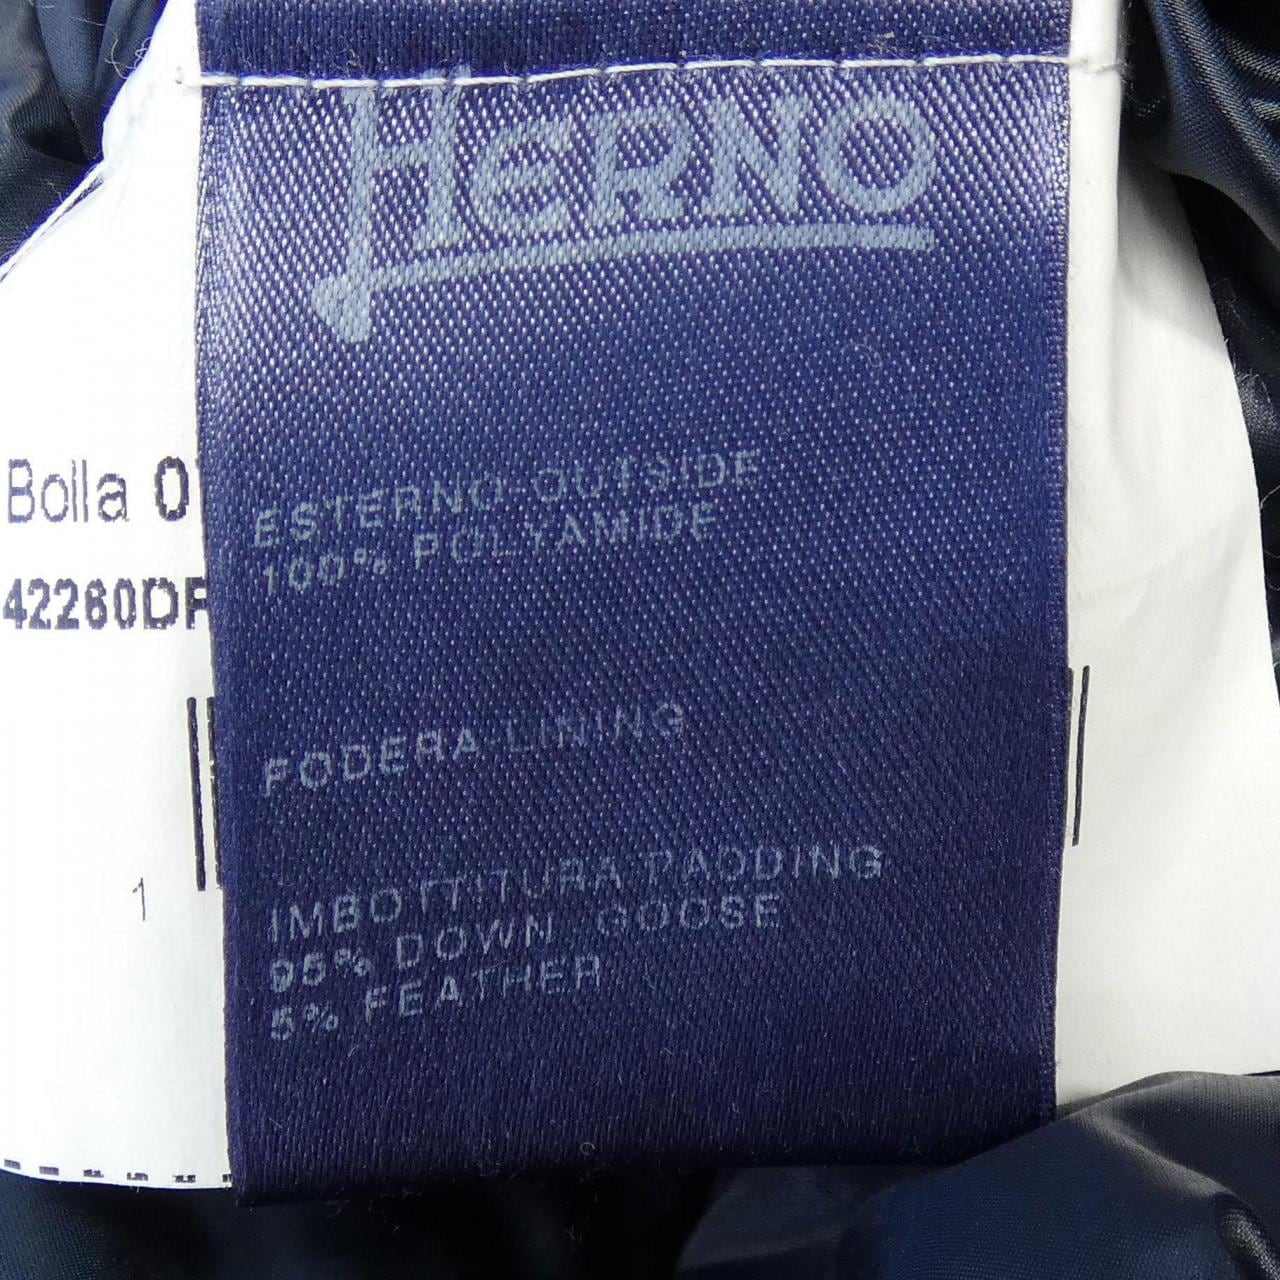 HERNO
Bolla 0
ESTERNO-OUTSIDE
100% POLYAMIDE
42260DF
FODERA-LINING
1
IMBOTTITURA-PADDING
95% DOWN, GOOSE
5% FEATHER